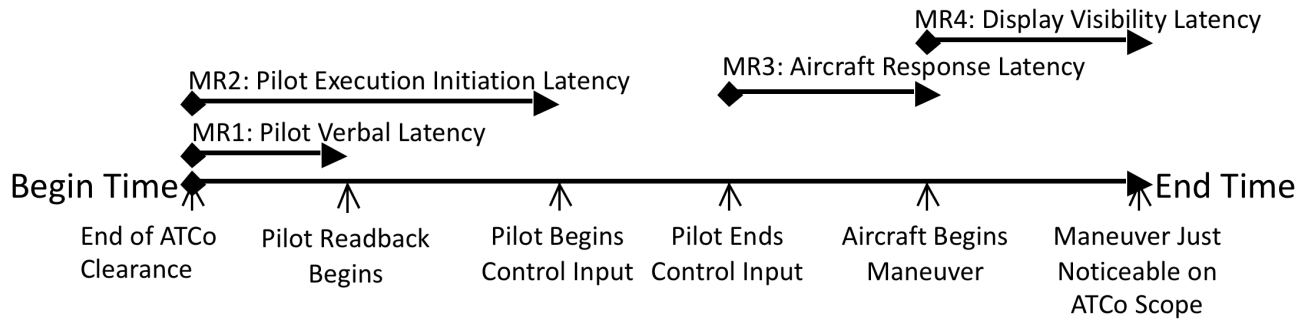 MR4: Display Visibility Latency
MR3: Aircraft Response Latency
MR2: Pilot Execution Initiation Latency
MR1: Pilot Verbal Latency
Begin Time
End Time
End of ATCo
Clearance
Pilot Readback
Begins
Pilot Begins
Control Input
Pilot Ends
Control Input
Aircraft Begins
Maneuver
Maneuver Just
Noticeable on
ATCo Scope